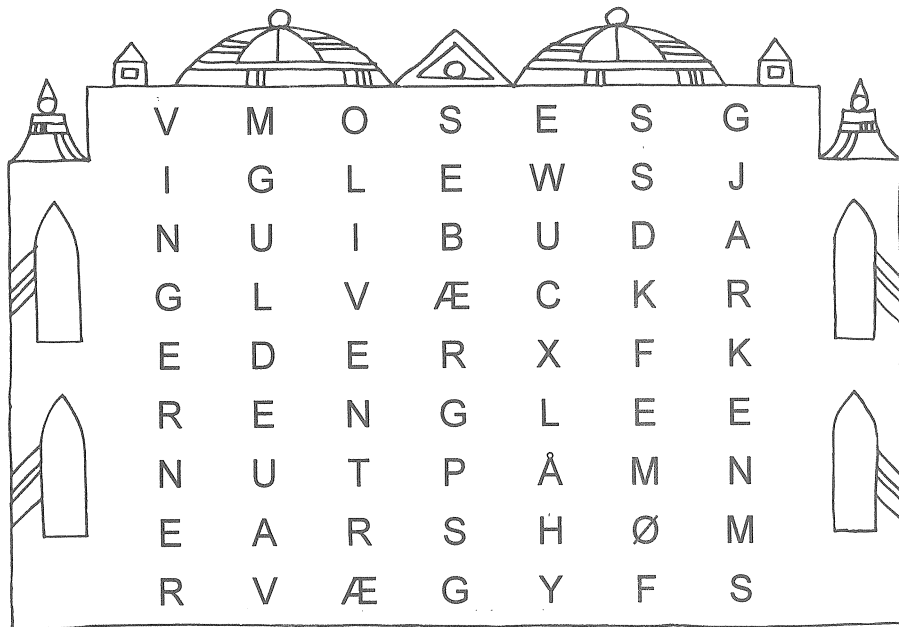 V M O S E S G
I G L E W S J
N U I B U D A
G L V Æ C K R
E D E R X F K
R E N G L E E
N U T P Å M N
E A R S H Ø M
R V Æ G Y F S